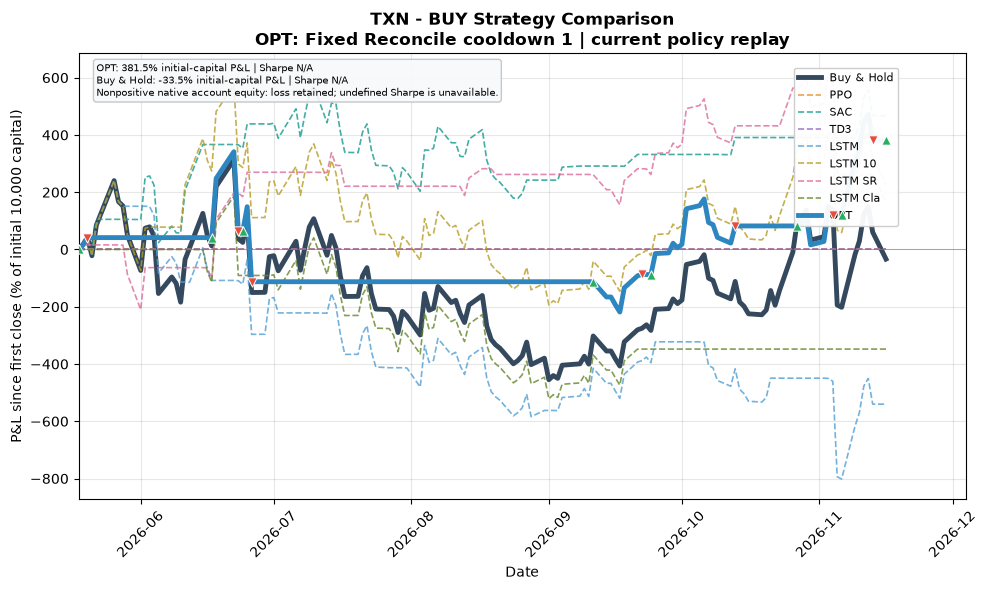 TXN - BUY Strategy Comparison
OPT: Fixed Reconcile cooldown 1 | current policy replay
OPT: 381.5% initial-capital P&L | Sharpe N/A
Buy & Hold: -33.5% initial-capital P&L | Sharpe N/A
Nonpositive native account equity: loss retained; undefined Sharpe is unavailable.
Buy & Hold
PPO
SAC
TD3
LSTM
LSTM 10
LSTM SR
LSTM Cla
P&L since first close (% of initial 10,000 capital)
600
400
200
0
−200
−400
−600
−800
2026-06
2026-07
2026-08
2026-09
2026-10
2026-11
2026-12
Date